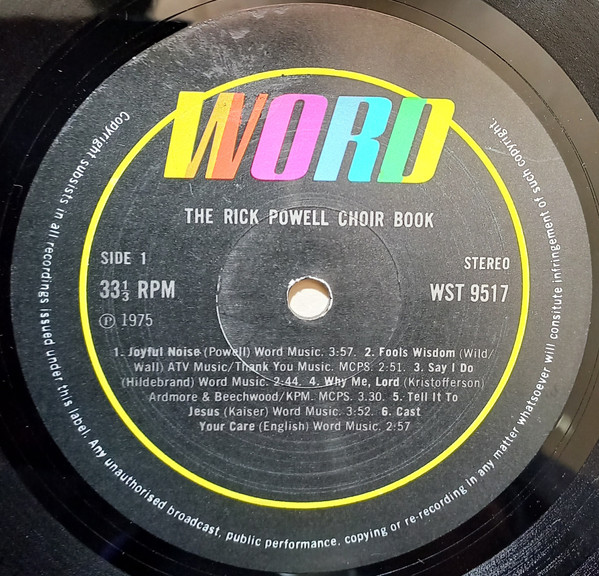 WORD
THE RICK POWELL CHOIR BOOK
SIDE 1
STEREO
33⅓ RPM
WST 9517
℗ 1975
1. Joyful Noise (Powell) Word Music. 3:57. 2. Fools Wisdom (Wild/
Wall) ATV Music/Thank You Music. MCPS. 2:51. 3. Say I Do
(Hildebrand) Word Music. 2:44. 4. Why Me, Lord (Kristofferson)
Ardmore & Beechwood/KPM. MCPS. 3.30. 5. Tell It To
Jesus (Kaiser) Word Music. 3:52. 6. Cast
Your Care (English) Word Music. 2:57
Copyright subsists in all recordings issued under this label. Any unauthorised broadcast, public performance, copying or re-recording in any matter whatsoever will consitute infringement of such copyright.